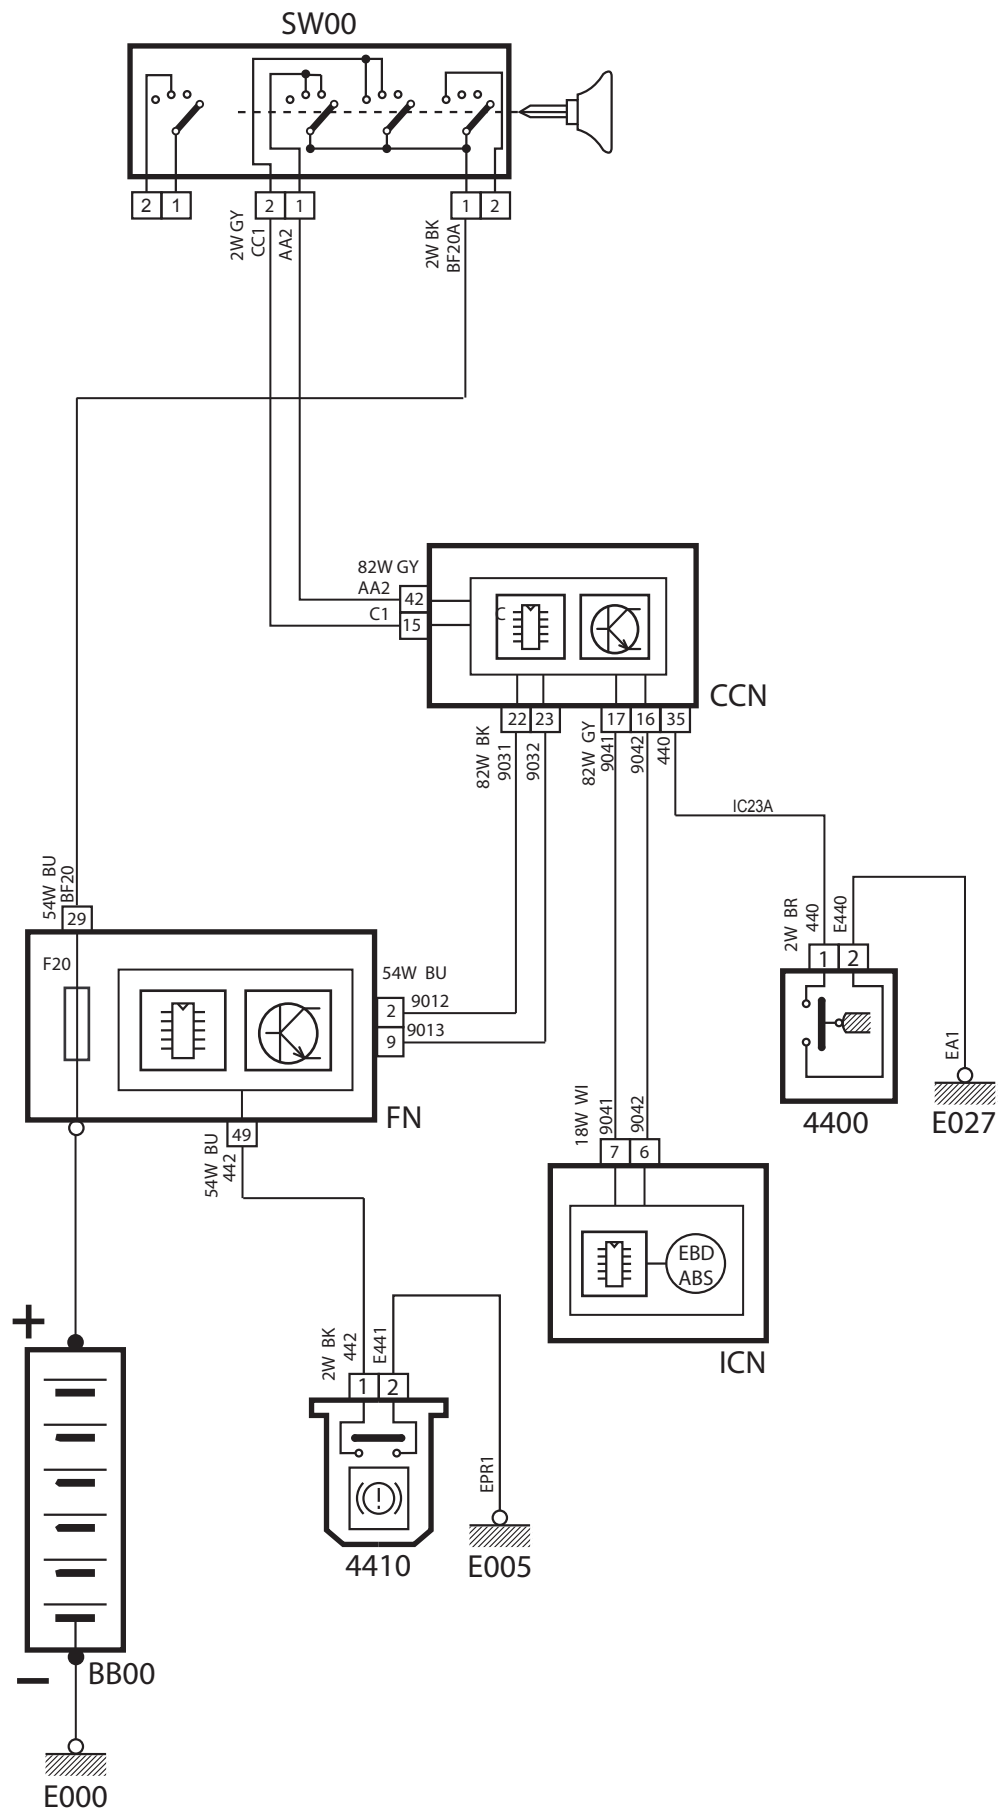 SW00
2 1
2 1
1 2
2W GY
CC1
AA2
2W BK
BF20A
82W GY
AA2
42
C1
15
C
CCN
22 23
17 16 35
82W BK
9031
9032
82W GY
9041
9042
440
IC23A
54W BU
BF20
29
F20
54W BU
2
9012
9
9013
FN
49
54W BU
442
2W BR
440
E440
1 2
4400
EA1
E027
18W WI
9041
9042
7 6
EBD
ABS
ICN
+
2W BK
442
E441
1 2
!
4410
EPR1
E005
−
BB00
E000